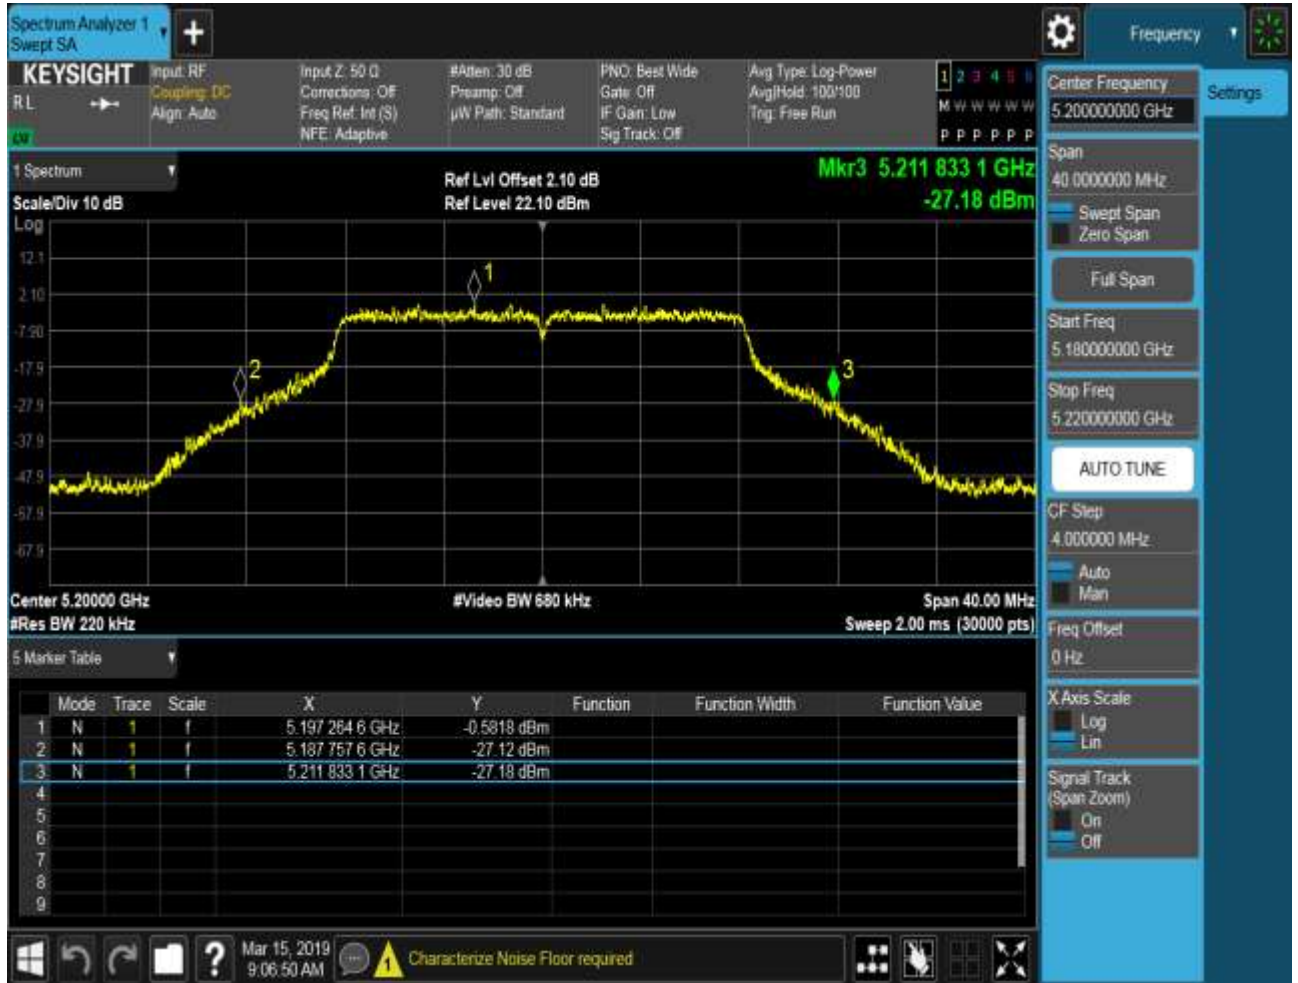 Spectrum Analyzer 1
Swept SA
Frequency
KEYSIGHT
RL
Input: RF
Coupling: DC
Align: Auto
Input Z: 50 Ω
Corrections: Off
Freq Ref: Int (S)
NFE: Adaptive
#Atten: 30 dB
Preamp: Off
µW Path: Standard
PNO: Best Wide
Gate: Off
IF Gain: Low
Sig Track: Off
Avg Type: Log-Power
Avg|Hold: 100/100
Trig: Free Run
1 2 3 4 5 6
M W W W W W
P P P P P P
1 Spectrum
Scale/Div 10 dB
Ref Lvl Offset 2.10 dB
Ref Level 22.10 dBm
Mkr3 5.211 833 1 GHz
-27.18 dBm
Log
12.1
2.10
-7.90
-17.9
-27.9
-37.9
-47.9
-57.9
-67.9
1
2
3
Center 5.20000 GHz
#Video BW 680 kHz
Span 40.00 MHz
#Res BW 220 kHz
Sweep 2.00 ms (30000 pts)
5 Marker Table
Mode Trace Scale X Y Function Function Width Function Value
1 N 1 f 5.197 264 6 GHz -0.5818 dBm
2 N 1 f 5.187 757 6 GHz -27.12 dBm
3 N 1 f 5.211 833 1 GHz -27.18 dBm
4
5
6
7
8
9
Mar 15, 2019
9:06:50 AM
1
Characterize Noise Floor required
?
Settings
Center Frequency
5.200000000 GHz
Span
40.0000000 MHz
Swept Span
Zero Span
Full Span
Start Freq
5.180000000 GHz
Stop Freq
5.220000000 GHz
AUTO TUNE
CF Step
4.000000 MHz
Auto
Man
Freq Offset
0 Hz
X Axis Scale
Log
Lin
Signal Track
(Span Zoom)
On
Off